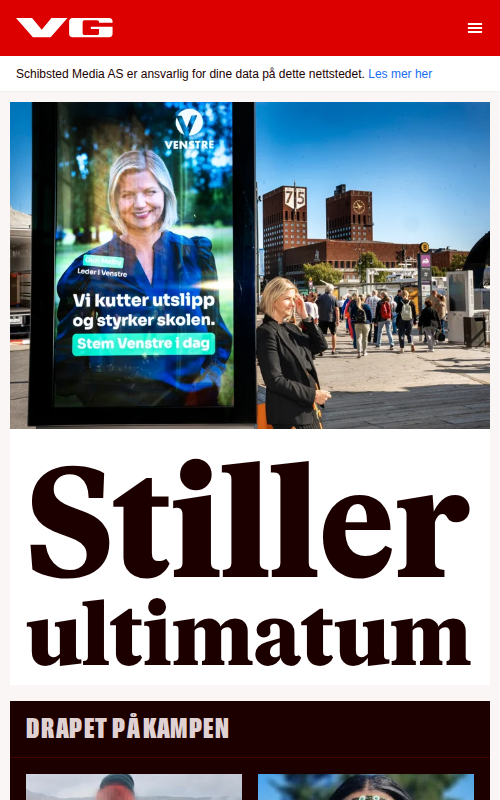 VG
Schibsted Media AS er ansvarlig for dine data på dette nettstedet. Les mer her
VENSTRE
Leder i Venstre
Vi kutter utslipp
og styrker skolen.
Stem Venstre i dag
75
Stiller
ultimatum
DRAPET PÅ KAMPEN